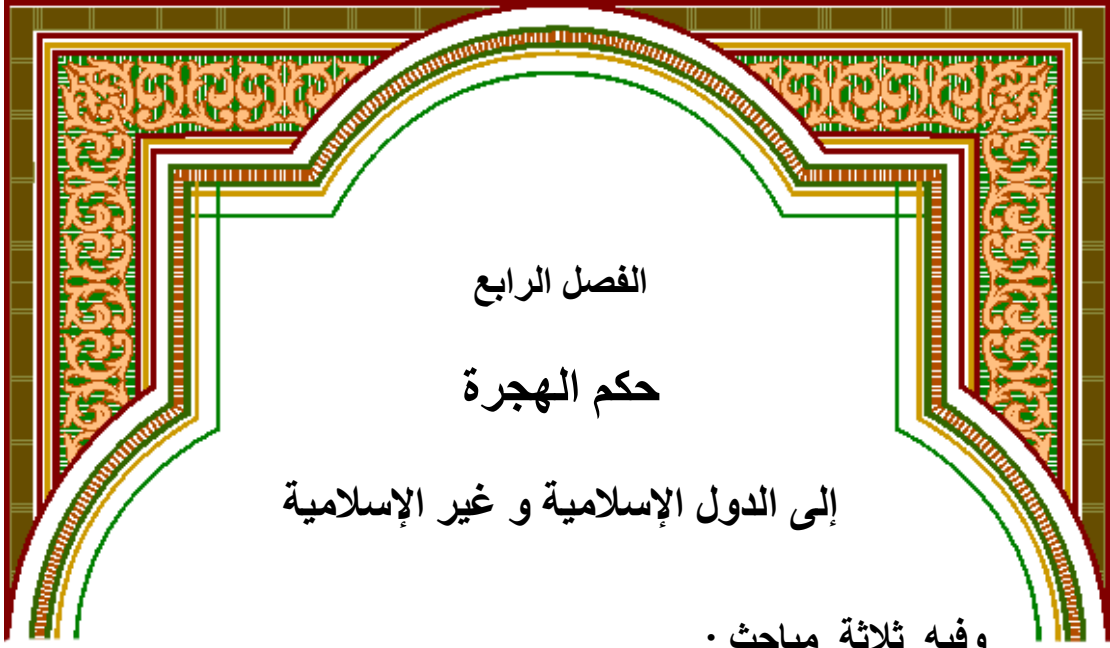 الفصل الرابع
حكم الهجرة
إلى الدول الإسلامية و غير الإسلامية
وفيه ثلاثة مباحث :